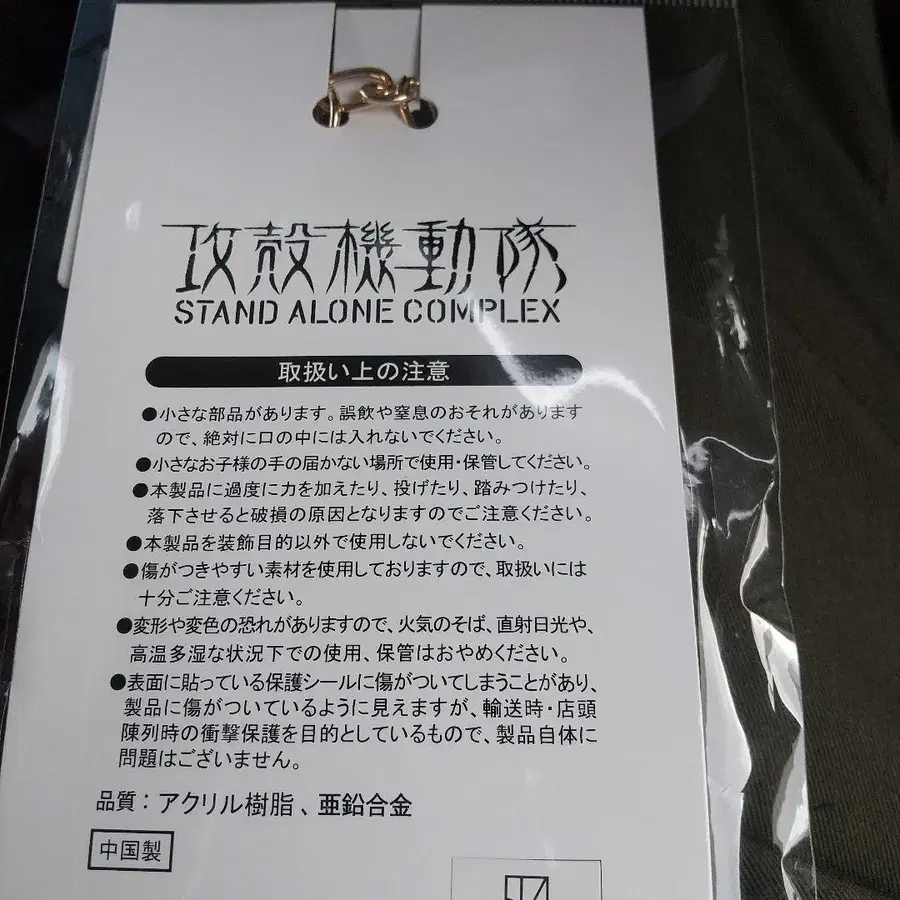 攻殻機動隊
STAND ALONE COMPLEX
取扱い上の注意
●小さな部品があります。誤飲や窒息のおそれがあります
ので、絶対に口の中には入れないでください。
●小さなお子様の手の届かない場所で使用・保管してください。
●本製品に過度に力を加えたり、投げたり、踏みつけたり、
落下させると破損の原因となりますのでご注意ください。
●本製品を装飾目的以外で使用しないでください。
●傷がつきやすい素材を使用しておりますので、取扱いには
十分ご注意ください。
●変形や変色の恐れがありますので、火気のそば、直射日光や、
高温多湿な状況下での使用、保管はおやめください。
●表面に貼っている保護シールに傷がついてしまうことがあり、
製品に傷がついているように見えますが、輸送時・店頭
陳列時の衝撃保護を目的としているもので、製品自体に
問題はございません。
品質：アクリル樹脂、亜鉛合金
中国製